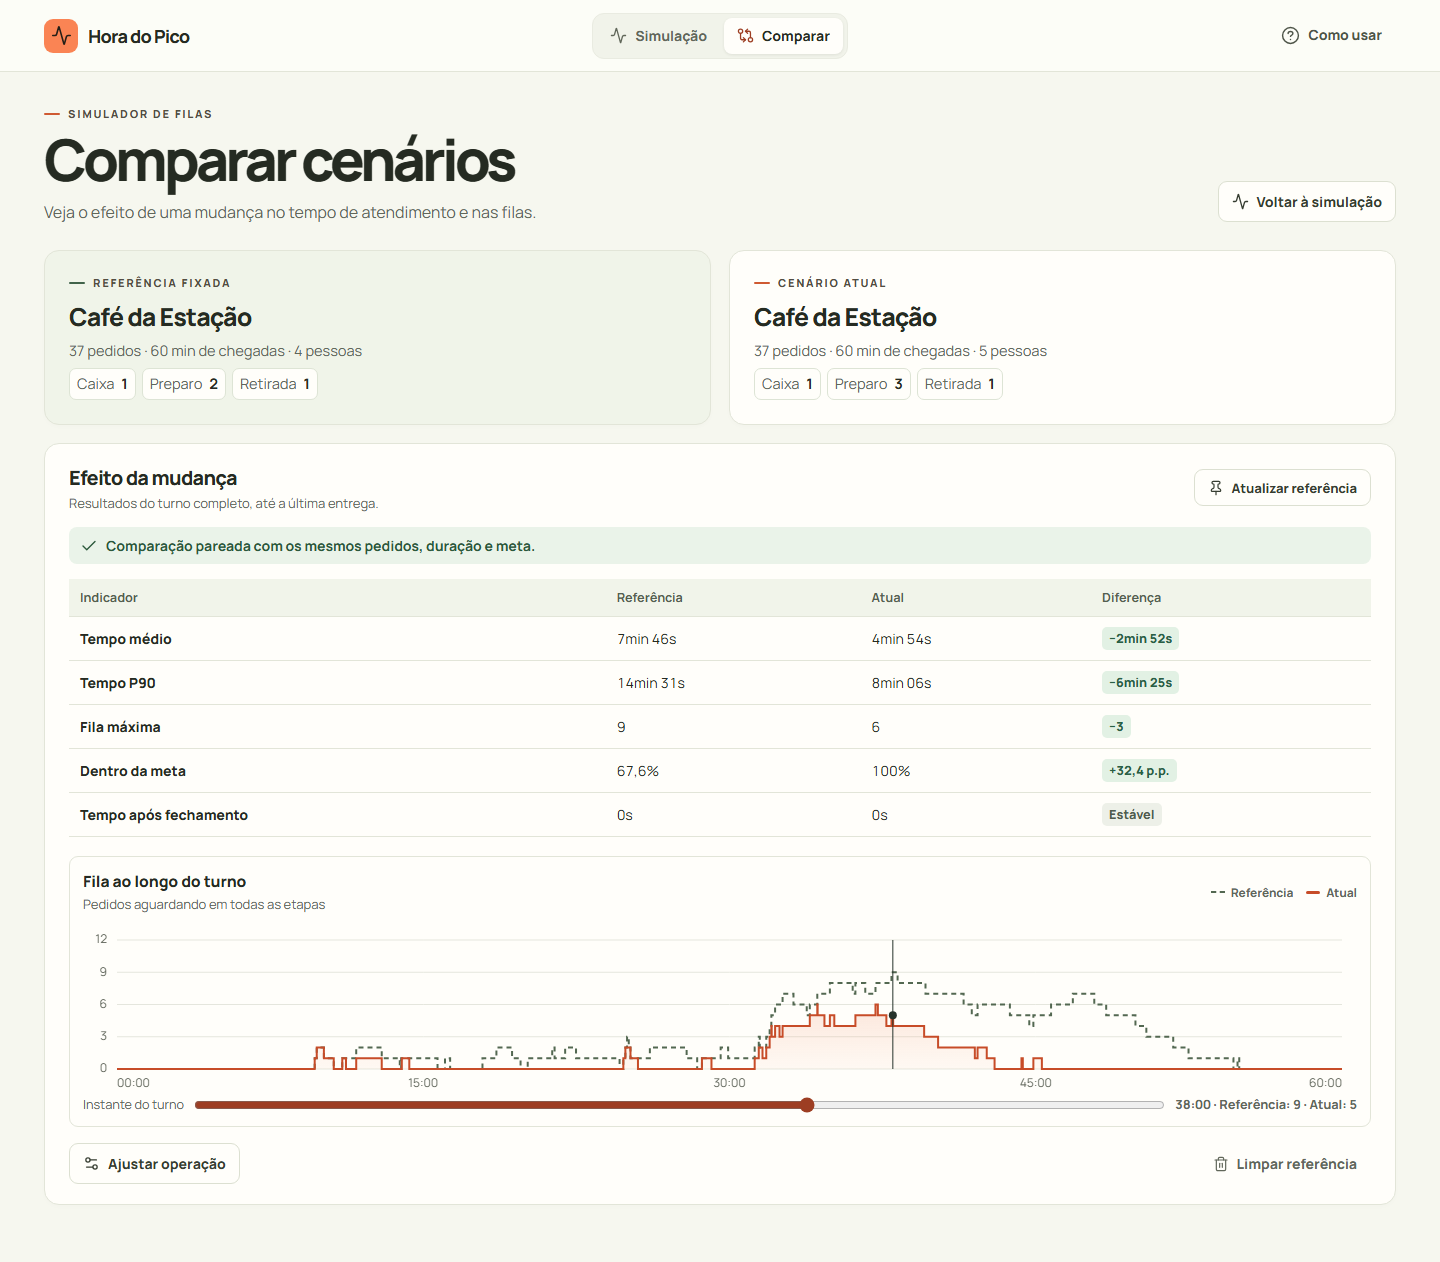 Hora do Pico
Simulação
Comparar
Como usar
SIMULADOR DE FILAS
Comparar cenários
Veja o efeito de uma mudança no tempo de atendimento e nas filas.
Voltar à simulação
REFERÊNCIA FIXADA
Café da Estação
37 pedidos · 60 min de chegadas · 4 pessoas
Caixa 1 Preparo 2 Retirada 1
CENÁRIO ATUAL
Café da Estação
37 pedidos · 60 min de chegadas · 5 pessoas
Caixa 1 Preparo 3 Retirada 1
Efeito da mudança
Resultados do turno completo, até a última entrega.
Atualizar referência
Comparação pareada com os mesmos pedidos, duração e meta.
Indicador Referência Atual Diferença
Tempo médio 7min 46s 4min 54s −2min 52s
Tempo P90 14min 31s 8min 06s −6min 25s
Fila máxima 9 6 −3
Dentro da meta 67,6% 100% +32,4 p.p.
Tempo após fechamento 0s 0s Estável
Fila ao longo do turno
Pedidos aguardando em todas as etapas
Referência Atual
12
9
6
3
0
00:00 15:00 30:00 45:00 60:00
Instante do turno 38:00 · Referência: 9 · Atual: 5
Ajustar operação
Limpar referência